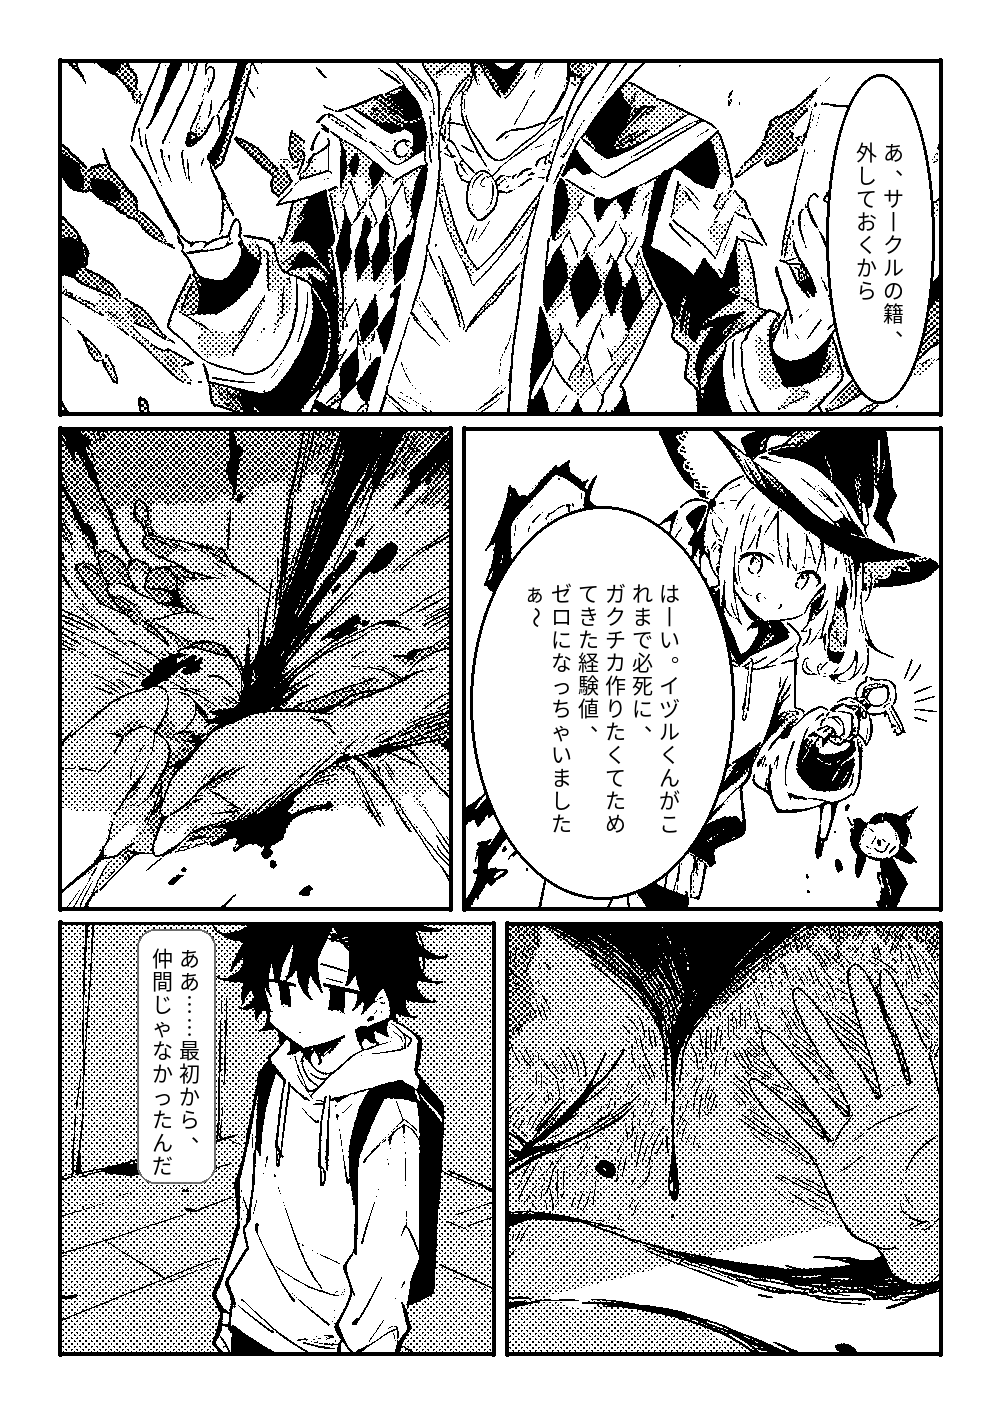 あ、サークルの籍、
外しておくから
はーい。イヅルくんがこ
れまで必死に、
ガクチカ作りたくてため
てきた経験値、
ゼロになっちゃいました
ぁ～
ああ……最初から、
仲間じゃなかったんだ